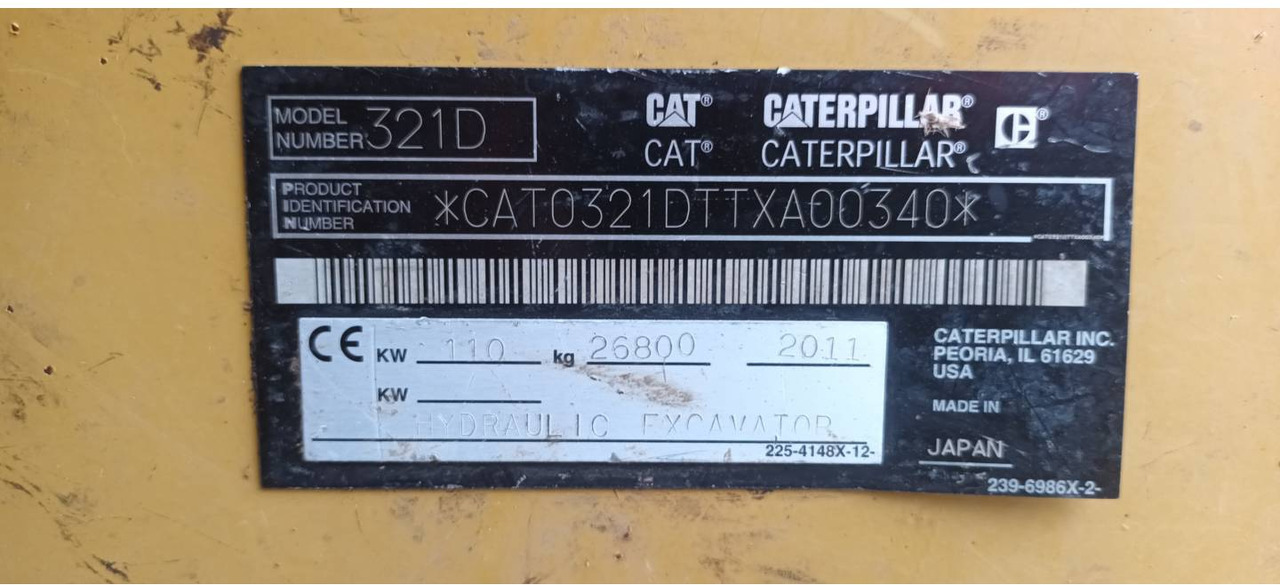 MODEL
NUMBER 321D
CAT® CATERPILLAR®
CAT® CATERPILLAR®
PRODUCT
IDENTIFICATION
NUMBER
*CAT0321DTTXA00340*
CE KW 110 kg 26800 2011
KW
HYDRAULIC EXCAVATOR
225-4148X-12-
CATERPILLAR INC.
PEORIA, IL 61629
USA
MADE IN
JAPAN
239-6986X-2-